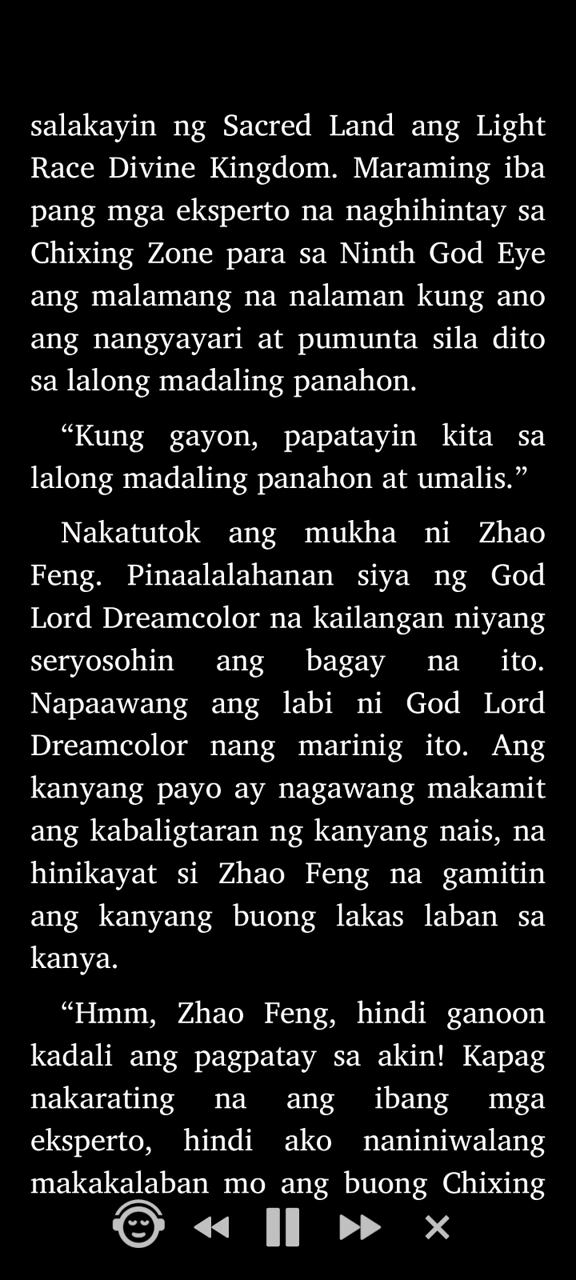 salakayin ng Sacred Land ang Light
Race Divine Kingdom. Maraming iba
pang mga eksperto na naghihintay sa
Chixing Zone para sa Ninth God Eye
ang malamang na nalaman kung ano
ang nangyayari at pumunta sila dito
sa lalong madaling panahon.
“Kung gayon, papatayin kita sa
lalong madaling panahon at umalis.”
Nakatutok ang mukha ni Zhao
Feng. Pinaalalahanan siya ng God
Lord Dreamcolor na kailangan niyang
seryosohin ang bagay na ito.
Napaawang ang labi ni God Lord
Dreamcolor nang marinig ito. Ang
kanyang payo ay nagawang makamit
ang kabaligtaran ng kanyang nais, na
hinikayat si Zhao Feng na gamitin
ang kanyang buong lakas laban sa
kanya.
“Hmm, Zhao Feng, hindi ganoon
kadali ang pagpatay sa akin! Kapag
nakarating na ang ibang mga
eksperto, hindi ako naniniwalang
makakalaban mo ang buong Chixing